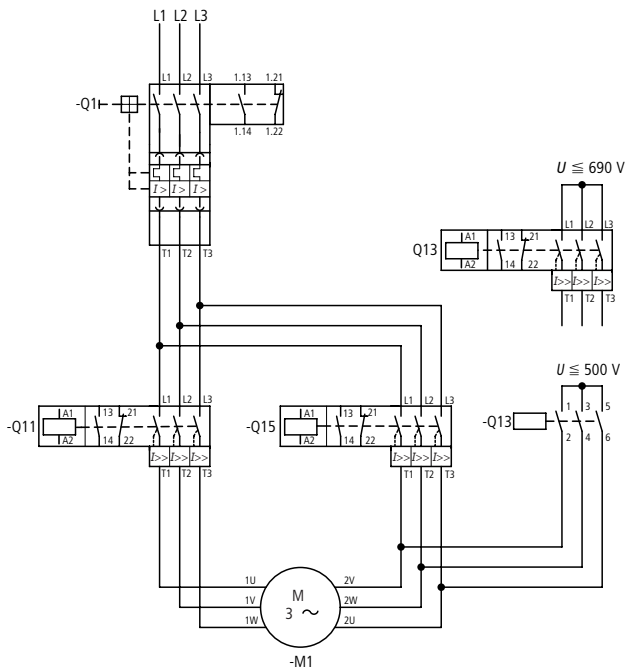 L1 L2 L3
L1 L2 L3 1.13 1.21
-Q1
1.14 1.22
I> I> I>
T1 T2 T3
U ≦ 690 V
L1 L2 L3
Q13 A1 13 21
A2 14 22
I>> I>> I>>
T1 T2 T3
U ≦ 500 V
L1 L2 L3
-Q11 A1 13 21
A2 14 22
I>> I>> I>>
T1 T2 T3
L1 L2 L3
-Q15 A1 13 21
A2 14 22
I>> I>> I>>
T1 T2 T3
1 3 5
-Q13
2 4 6
1U 2V
1V 2W
1W 2U
M
3 ~
-M1